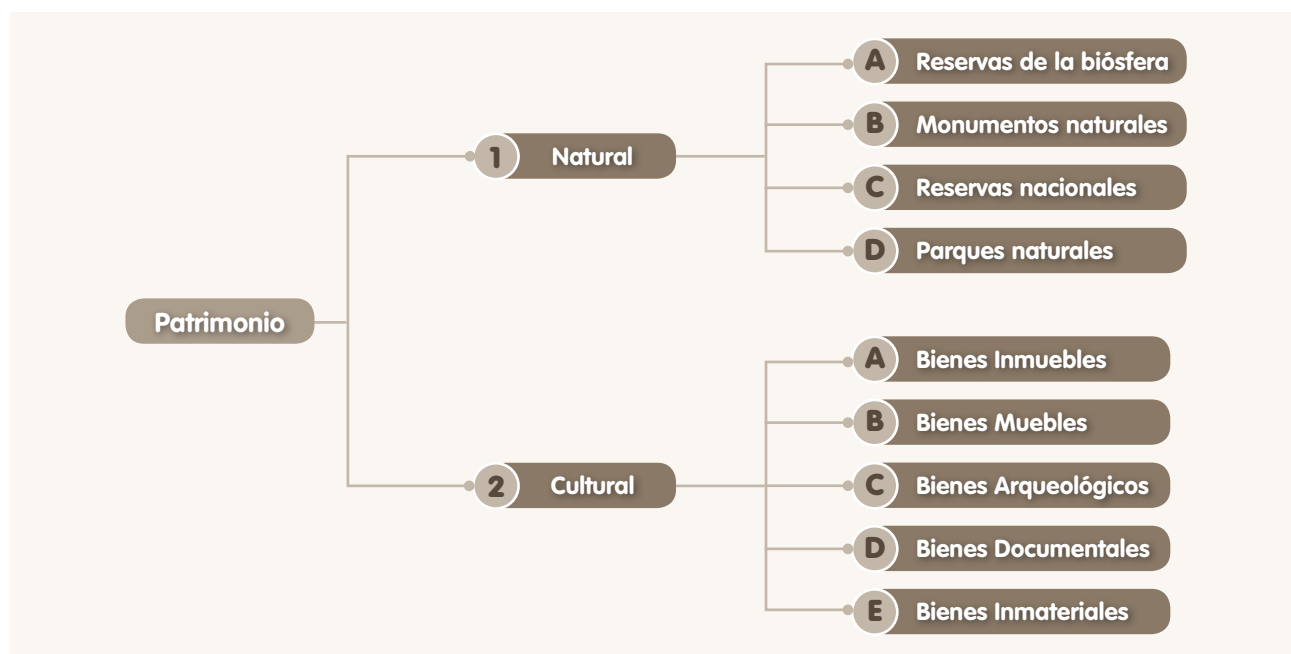 Patrimonio
1 Natural
A Reservas de la biósfera
B Monumentos naturales
C Reservas nacionales
D Parques naturales
2 Cultural
A Bienes Inmuebles
B Bienes Muebles
C Bienes Arqueológicos
D Bienes Documentales
E Bienes Inmateriales